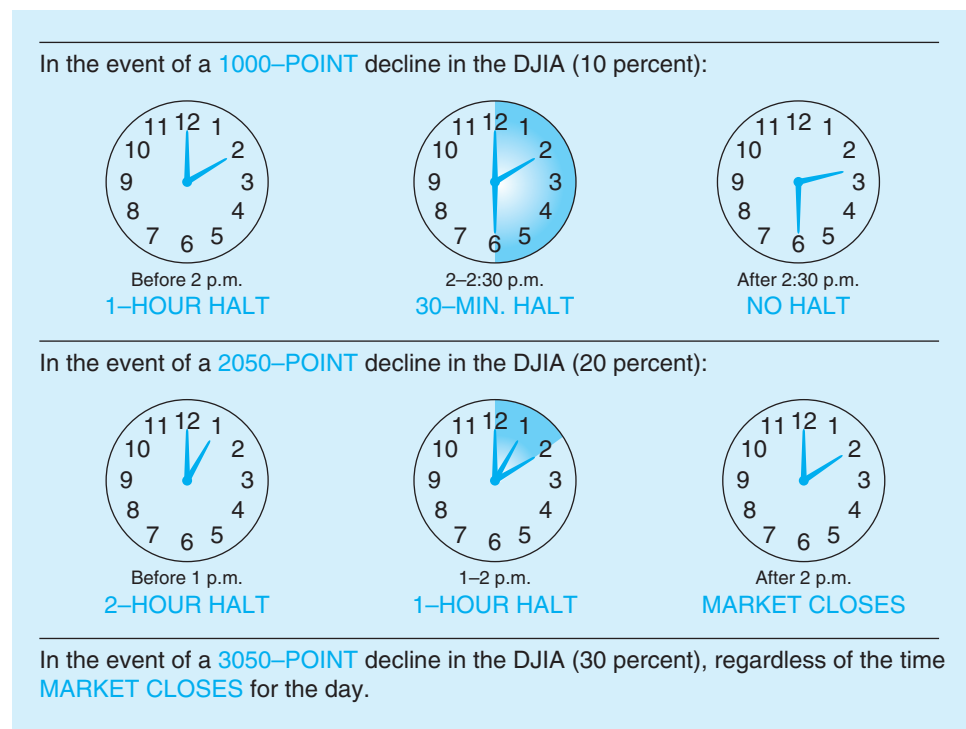 In the event of a 1000–POINT decline in the DJIA (10 percent):
11 12 1
10 2
9 3
8 4
7 6 5
Before 2 p.m.
1–HOUR HALT
11 12 1
10 2
9 3
8 4
7 6 5
2–2:30 p.m.
30–MIN. HALT
11 12 1
10 2
9 3
8 4
7 6 5
After 2:30 p.m.
NO HALT
In the event of a 2050–POINT decline in the DJIA (20 percent):
11 12 1
10 2
9 3
8 4
7 6 5
Before 1 p.m.
2–HOUR HALT
11 12 1
10 2
9 3
8 4
7 6 5
1–2 p.m.
1–HOUR HALT
11 12 1
10 2
9 3
8 4
7 6 5
After 2 p.m.
MARKET CLOSES
In the event of a 3050–POINT decline in the DJIA (30 percent), regardless of the time
MARKET CLOSES for the day.